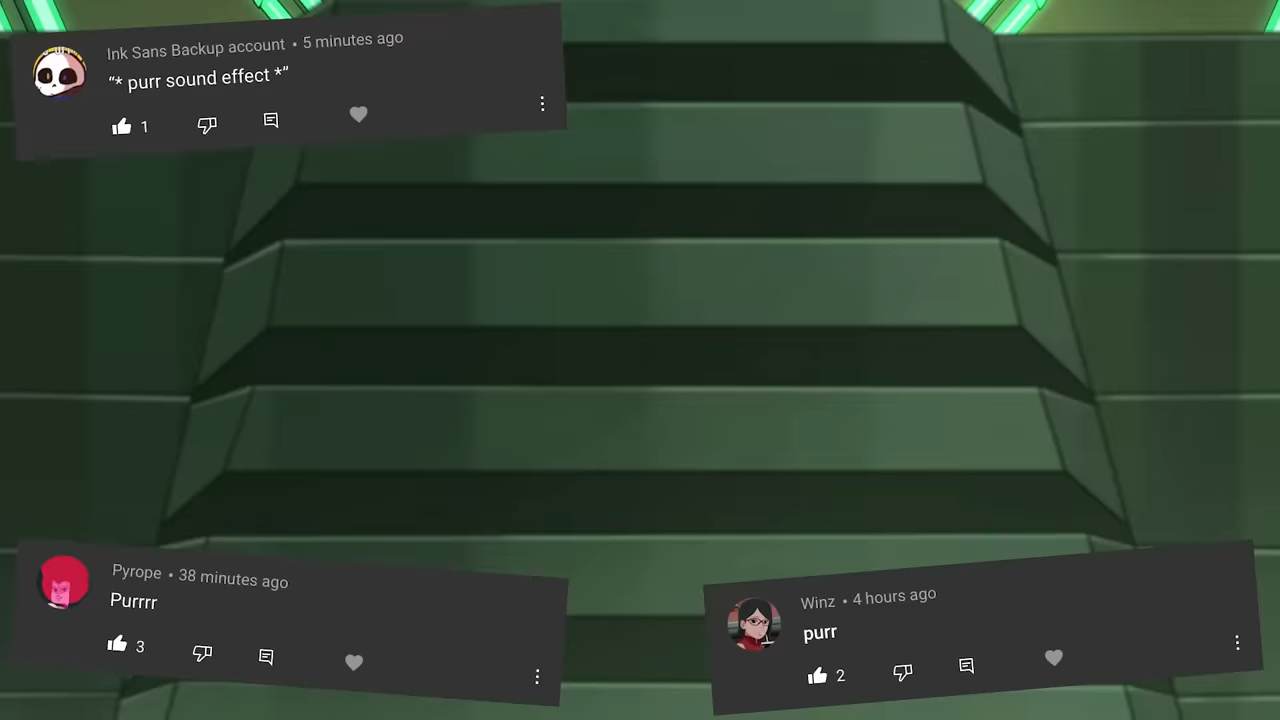 Ink Sans Backup account • 5 minutes ago
“* purr sound effect *”
1
Pyrope • 38 minutes ago
Purrrr
3
Winz • 4 hours ago
purr
2